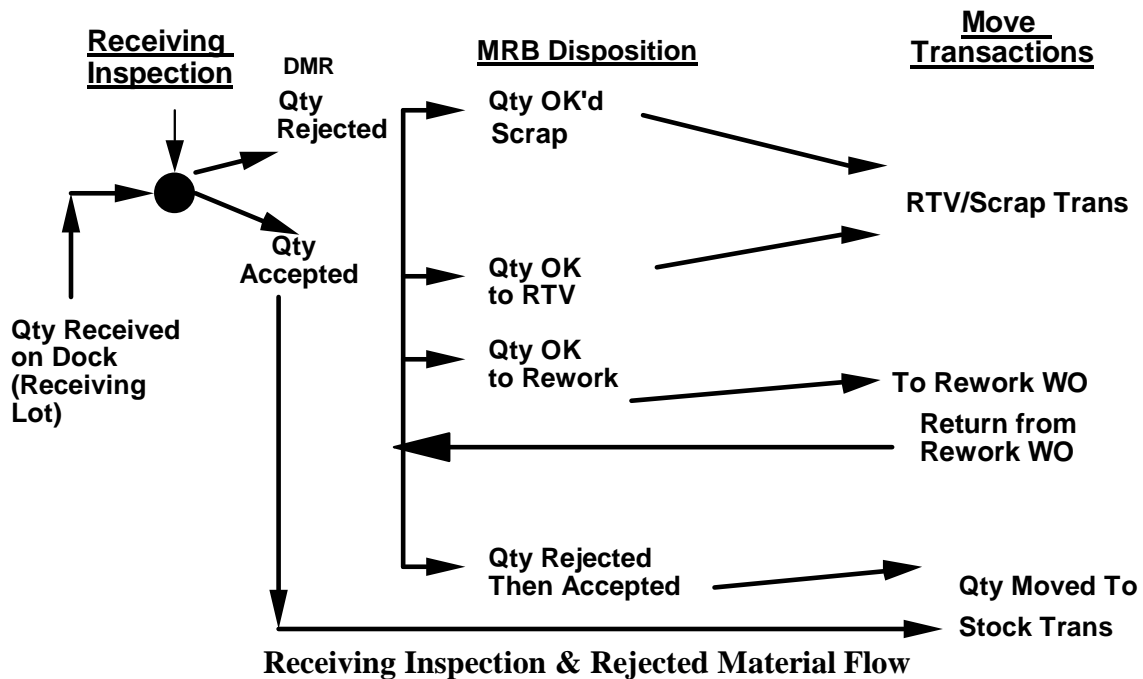 Receiving
Inspection
DMR
Qty
Rejected
MRB Disposition
Move
Transactions
Qty OK'd
Scrap
RTV/Scrap Trans
Qty
Accepted
Qty OK
to RTV
Qty Received
on Dock
(Receiving
Lot)
Qty OK
to Rework
To Rework WO
Return from
Rework WO
Qty Rejected
Then Accepted
Qty Moved To
Stock Trans
Receiving Inspection & Rejected Material Flow